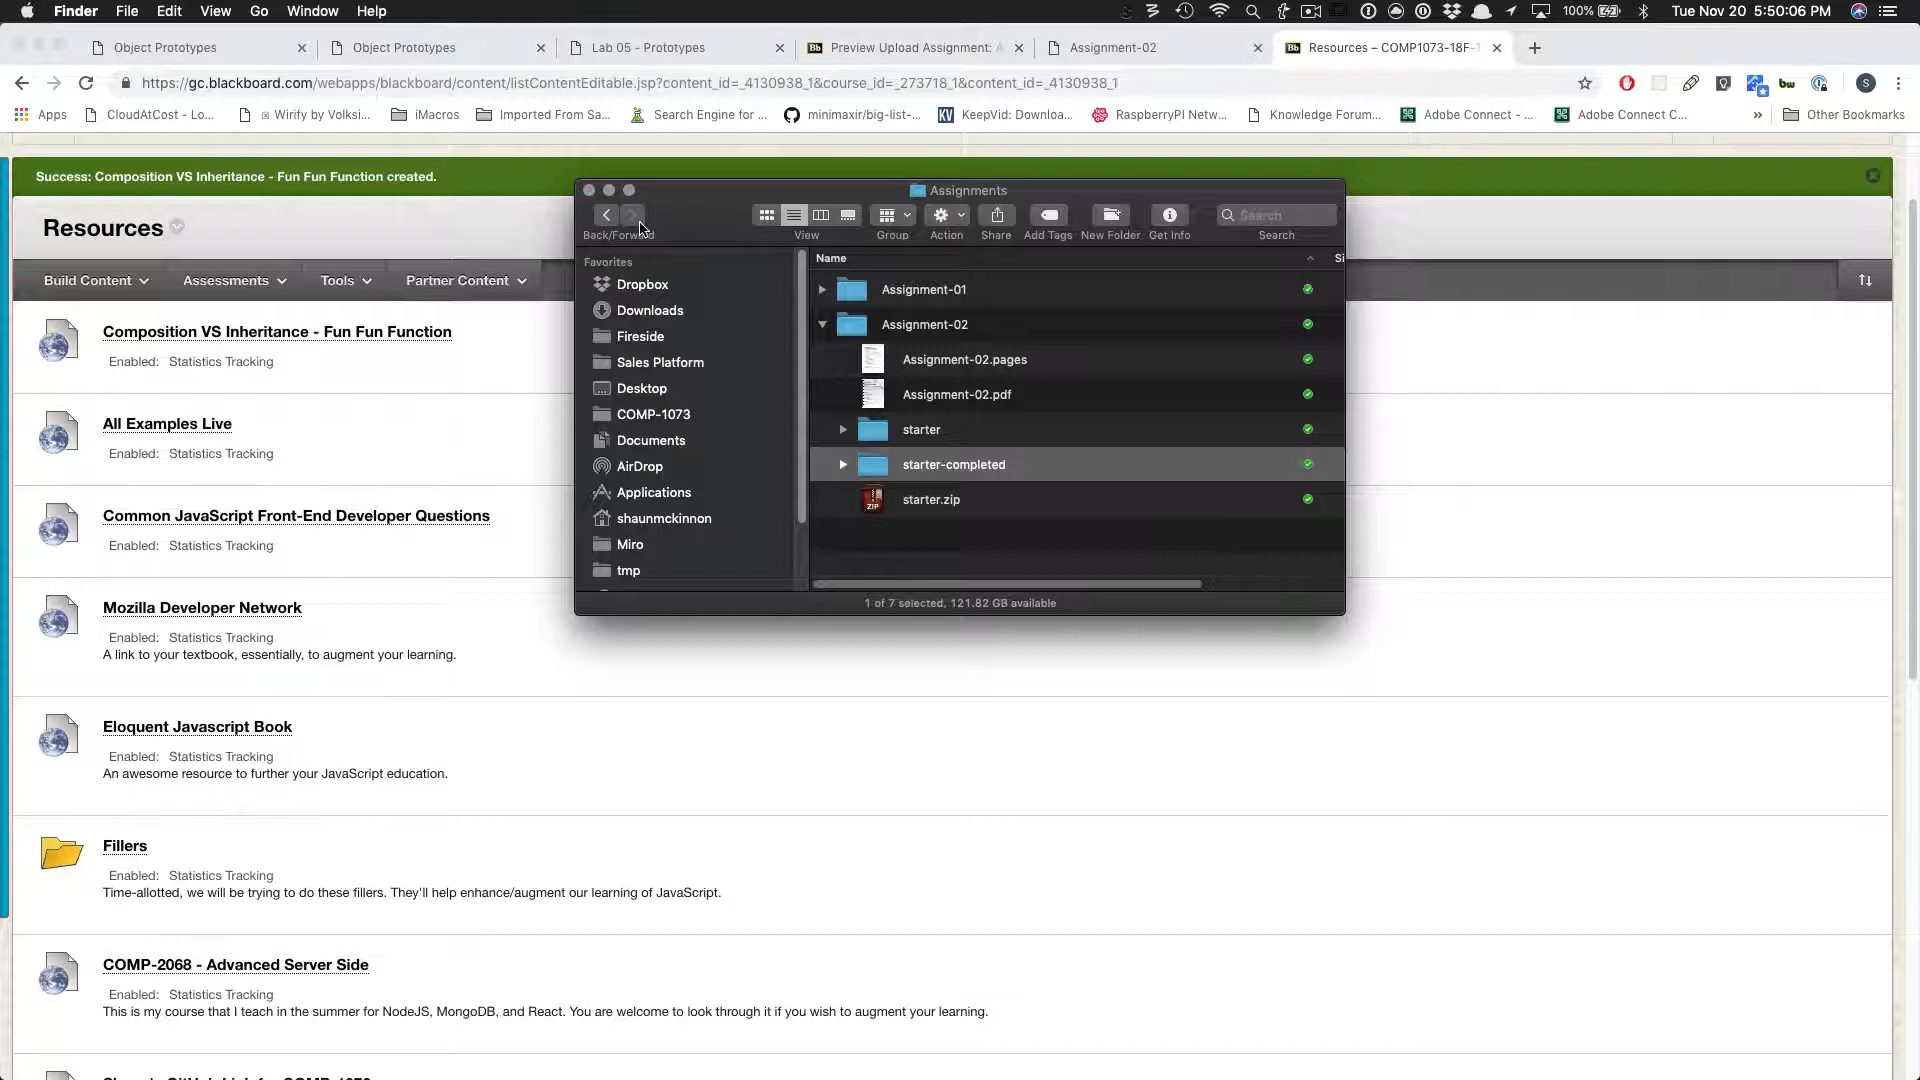 Finder File Edit View Go Window Help
100% Tue Nov 20 5:50:06 PM
Object Prototypes
Object Prototypes
Lab 05 - Prototypes
Bb Preview Upload Assignment: A
Assignment-02
Bb Resources – COMP1073-18F-1
https://gc.blackboard.com/webapps/blackboard/content/listContentEditable.jsp?content_id=_4130938_1&course_id=_273718_1&content_id=_4130938_1
bw S
Apps CloudAtCost - Lo... Wirify by Volksi... iMacros Imported From Sa... Search Engine for ... minimaxir/big-list-... KV KeepVid: Downloa... RaspberryPI Netw... Knowledge Forum... Adobe Connect - ... Adobe Connect C... » Other Bookmarks
Success: Composition VS Inheritance - Fun Fun Function created.
Resources
Build Content Assessments Tools Partner Content
Composition VS Inheritance - Fun Fun Function
Enabled: Statistics Tracking
All Examples Live
Enabled: Statistics Tracking
Common JavaScript Front-End Developer Questions
Enabled: Statistics Tracking
Mozilla Developer Network
Enabled: Statistics Tracking
A link to your textbook, essentially, to augment your learning.
Eloquent Javascript Book
Enabled: Statistics Tracking
An awesome resource to further your JavaScript education.
Fillers
Enabled: Statistics Tracking
Time-allotted, we will be trying to do these fillers. They'll help enhance/augment our learning of JavaScript.
COMP-2068 - Advanced Server Side
Enabled: Statistics Tracking
This is my course that I teach in the summer for NodeJS, MongoDB, and React. You are welcome to look through it if you wish to augment your learning.
Assignments
Search
Back/Forward View Group Action Share Add Tags New Folder Get Info Search
Favorites
Dropbox
Downloads
Fireside
Sales Platform
Desktop
COMP-1073
Documents
AirDrop
Applications
shaunmckinnon
Miro
tmp
Name Si
Assignment-01
Assignment-02
Assignment-02.pages
Assignment-02.pdf
starter
starter-completed
ZIP starter.zip
1 of 7 selected, 121.82 GB available